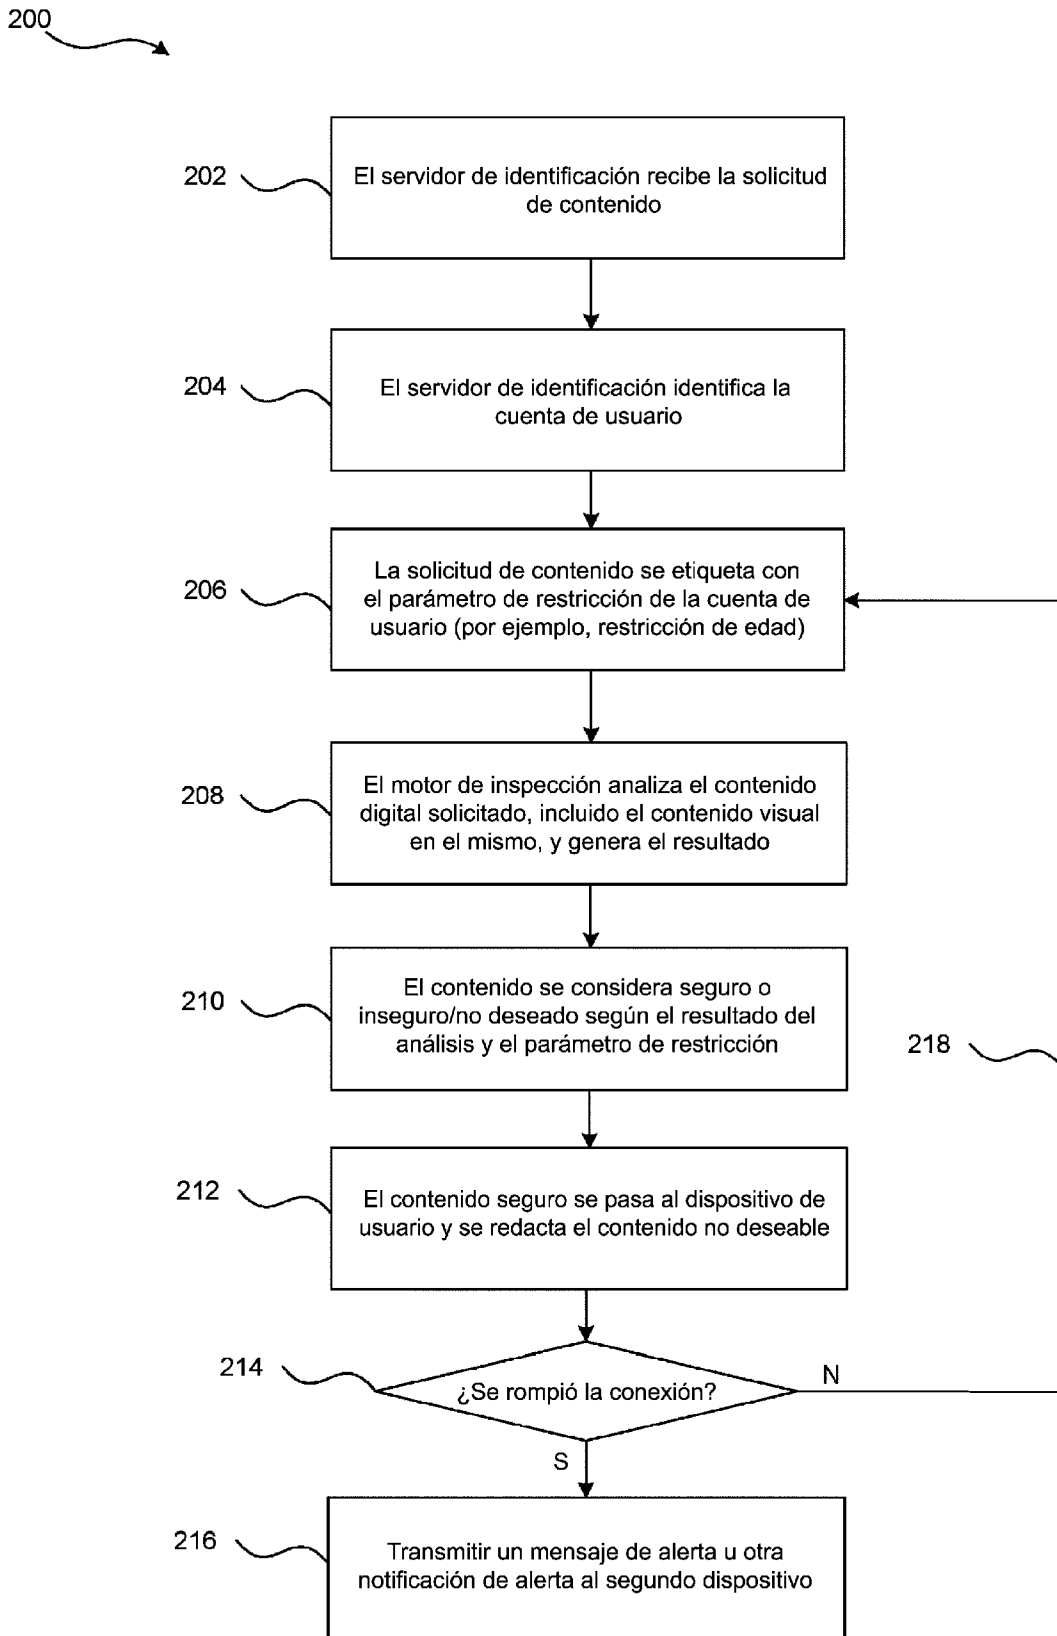 200
202
El servidor de identificación recibe la solicitud
de contenido
204
El servidor de identificación identifica la
cuenta de usuario
206
La solicitud de contenido se etiqueta con
el parámetro de restricción de la cuenta de
usuario (por ejemplo, restricción de edad)
208
El motor de inspección analiza el contenido
digital solicitado, incluido el contenido visual
en el mismo, y genera el resultado
210
El contenido se considera seguro o
inseguro/no deseado según el resultado del
análisis y el parámetro de restricción
218
212
El contenido seguro se pasa al dispositivo de
usuario y se redacta el contenido no deseable
214
¿Se rompió la conexión?
N
S
216
Transmitir un mensaje de alerta u otra
notificación de alerta al segundo dispositivo